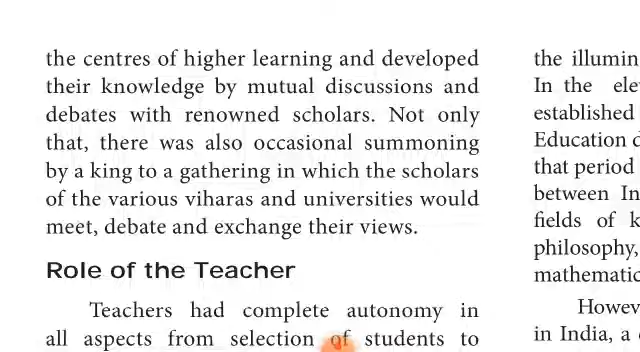 the centres of higher learning and developed
their knowledge by mutual discussions and
debates with renowned scholars. Not only
that, there was also occasional summoning
by a king to a gathering in which the scholars
of the various viharas and universities would
meet, debate and exchange their views.
Role of the Teacher
Teachers had complete autonomy in
all aspects from selection of students to
the illumin
In the ele
established
Education d
that period
between In
fields of k
philosophy,
mathematic
Howev
in India, a